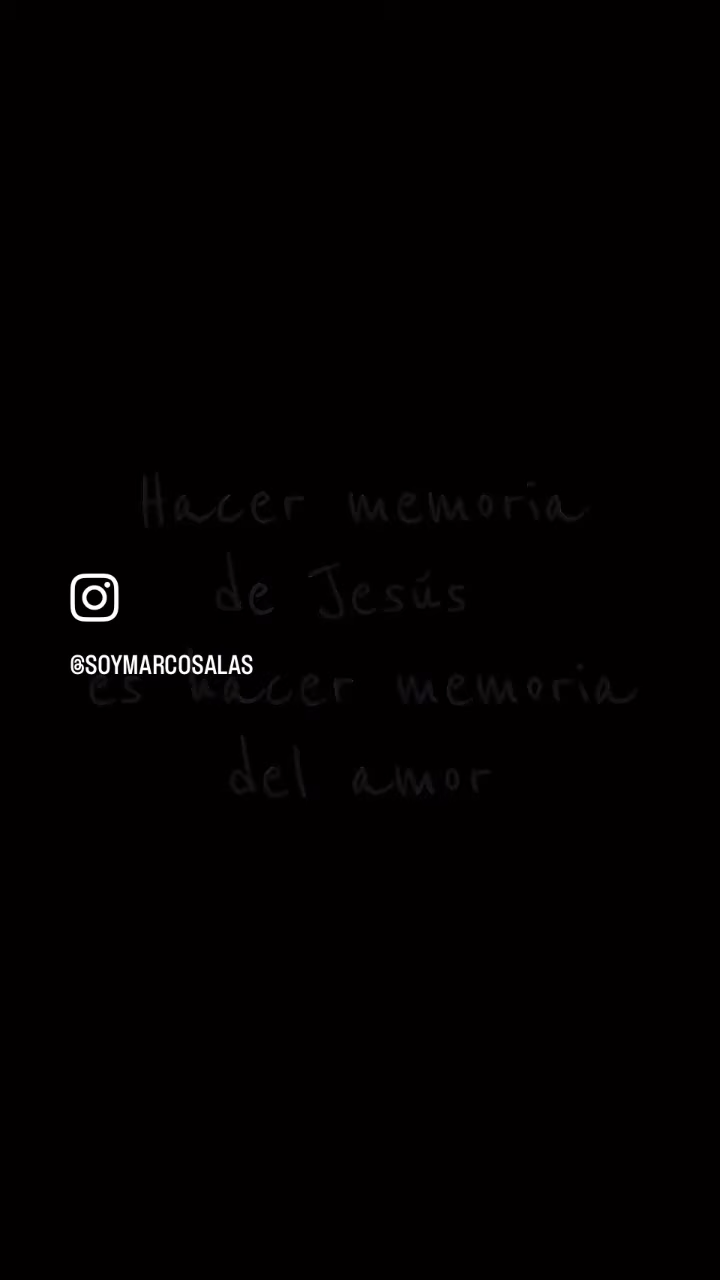 Hacer memoria
de Jesús
@SOYMARCOSALAS
es hacer memoria
del amor